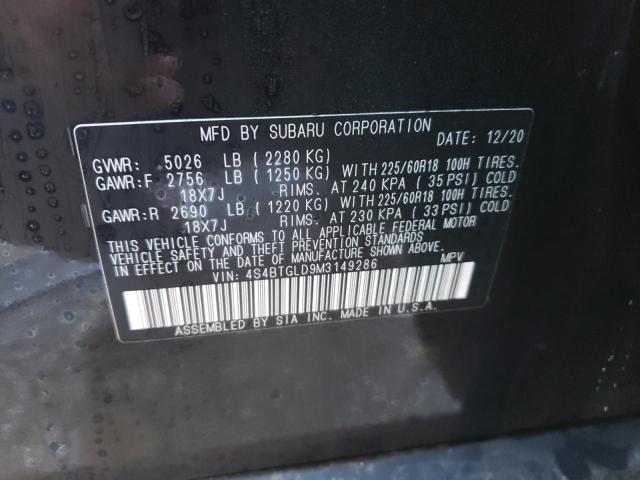 MFD BY SUBARU CORPORATION DATE: 12/20
GVWR: 5026 LB ( 2280 KG)
GAWR:F 2756 LB ( 1250 KG) WITH 225/60R18 100H TIRES.
18X7J RIMS. AT 240 KPA ( 35 PSI) COLD
GAWR:R 2690 LB ( 1220 KG) WITH 225/60R18 100H TIRES.
18X7J RIMS. AT 230 KPA ( 33 PSI) COLD
THIS VEHICLE CONFORMS TO ALL APPLICABLE FEDERAL MOTOR
VEHICLE SAFETY AND THEFT PREVENTION STANDARDS
IN EFFECT ON THE DATE OF MANUFACTURE SHOWN ABOVE.
VIN: 4S4BTGLD9M3149286 MPV
ASSEMBLED BY SIA INC. MADE IN U.S.A.